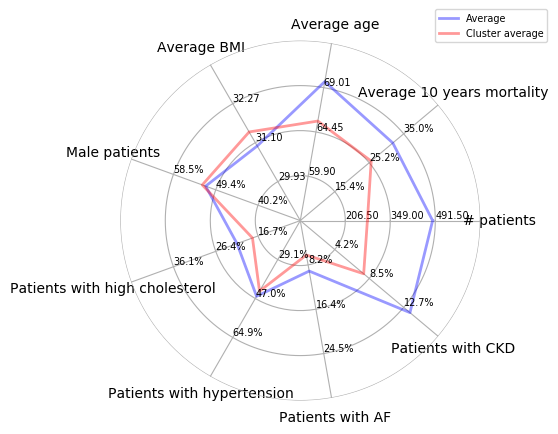 Average age
Average
Cluster average
Average BMI
69.01
Average 10 years mortality
32.27
64.45
35.0%
31.10
25.2%
Male patients
58.5%
49.4%
29.93
59.90
15.4%
40.2%
206.50
349.00
491.50
# patients
16.7%
26.4%
36.1%
4.2%
29.1%
8.2%
8.5%
Patients with high cholesterol
47.0%
16.4%
12.7%
64.9%
24.5%
Patients with CKD
Patients with hypertension
Patients with AF